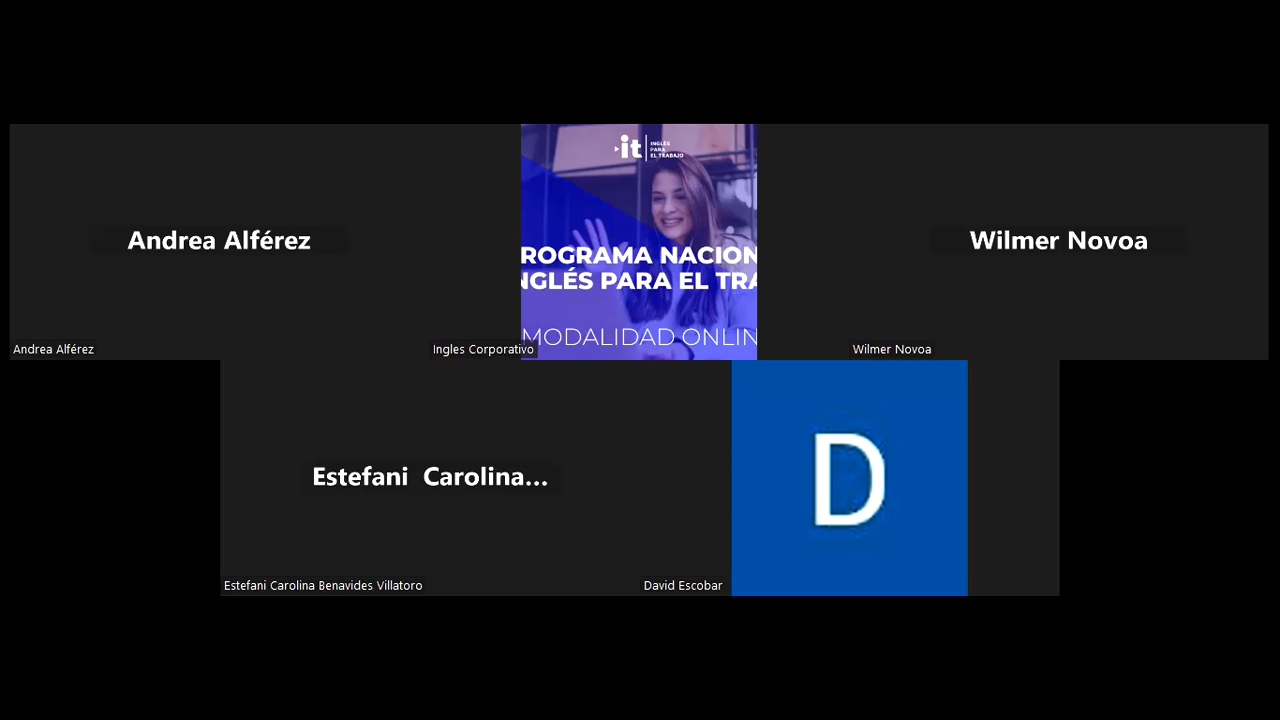 Andrea Alférez
Andrea Alférez
it
INGLÉS
PARA
EL TRABAJO
ROGRAMA NACION
NGLÉS PARA EL TRA
MODALIDAD ONLIN
Ingles Corporativo
Wilmer Novoa
Wilmer Novoa
Estefani Carolina...
Estefani Carolina Benavides Villatoro
D
David Escobar